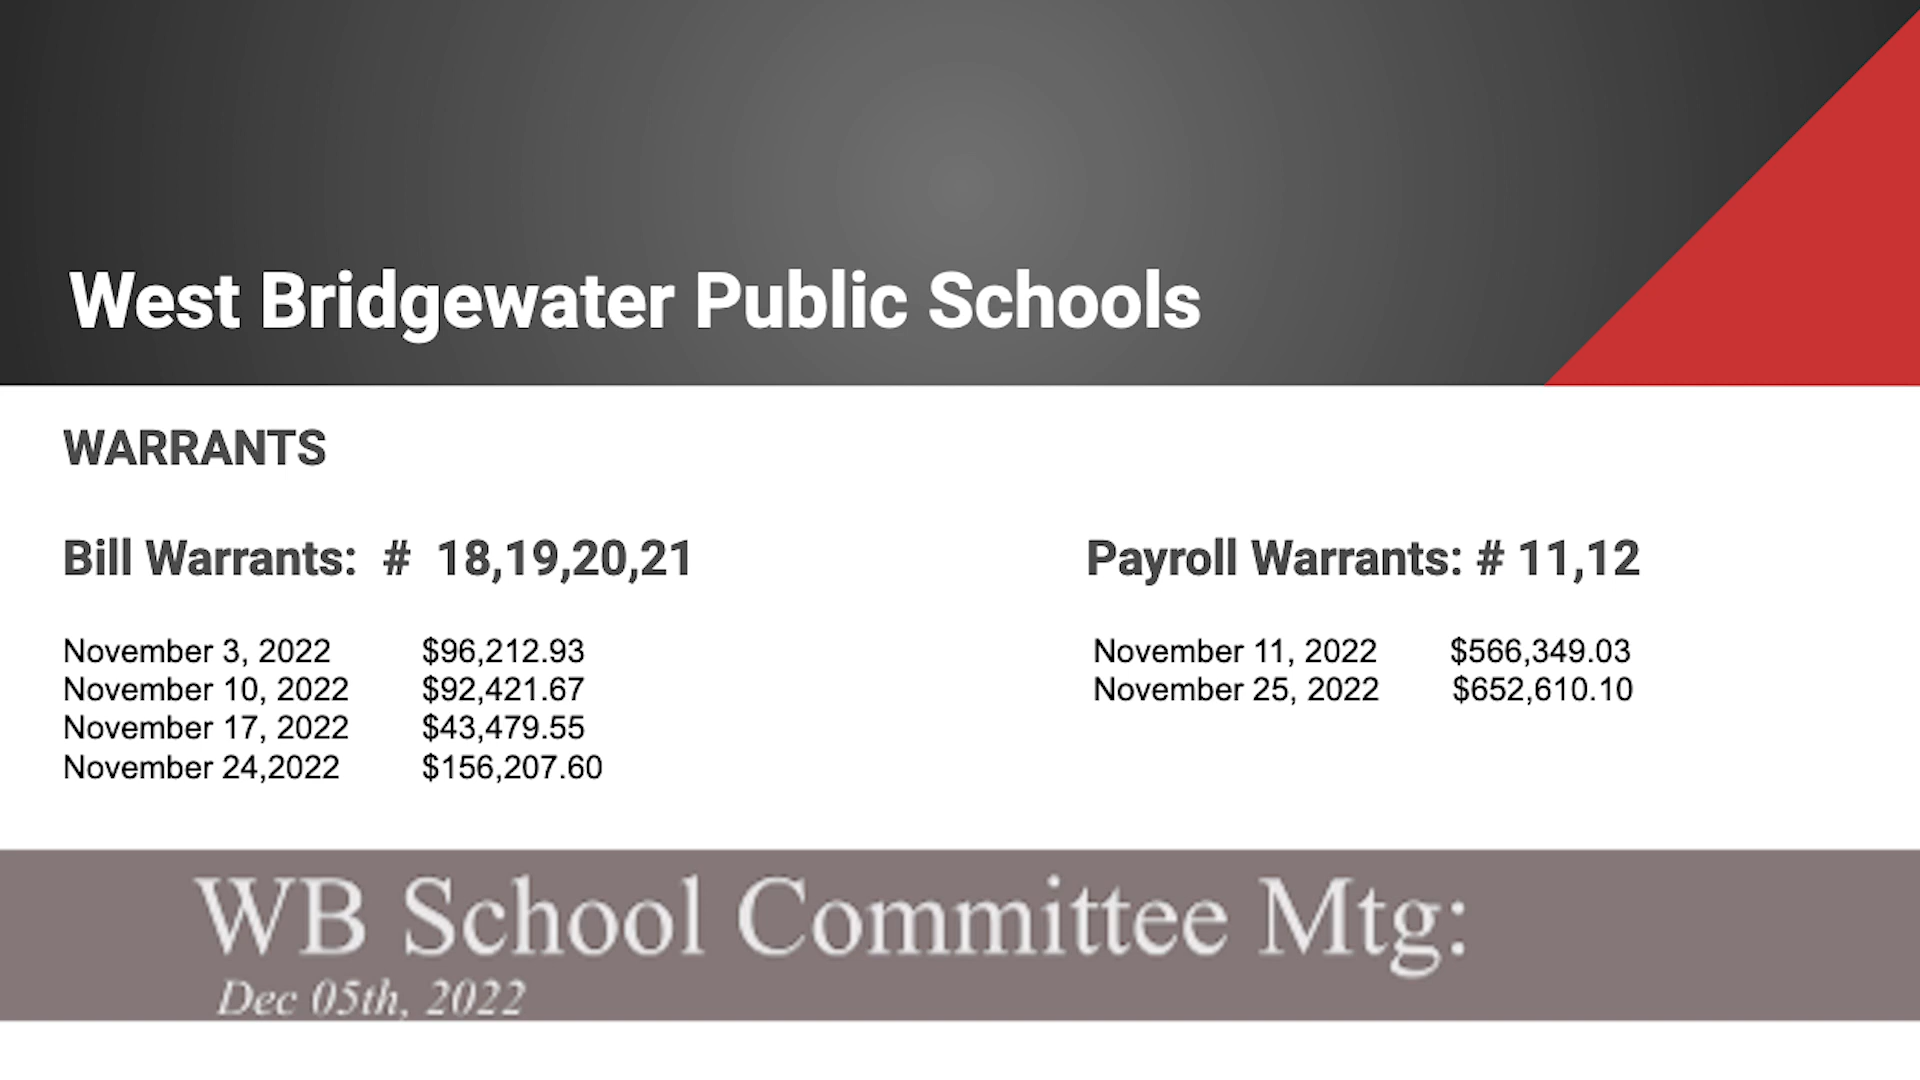 West Bridgewater Public Schools
WARRANTS
Bill Warrants: # 18,19,20,21
November 3, 2022 $96,212.93
November 10, 2022 $92,421.67
November 17, 2022 $43,479.55
November 24,2022 $156,207.60
Payroll Warrants: # 11,12
November 11, 2022 $566,349.03
November 25, 2022 $652,610.10
WB School Committee Mtg:
Dec 05th, 2022